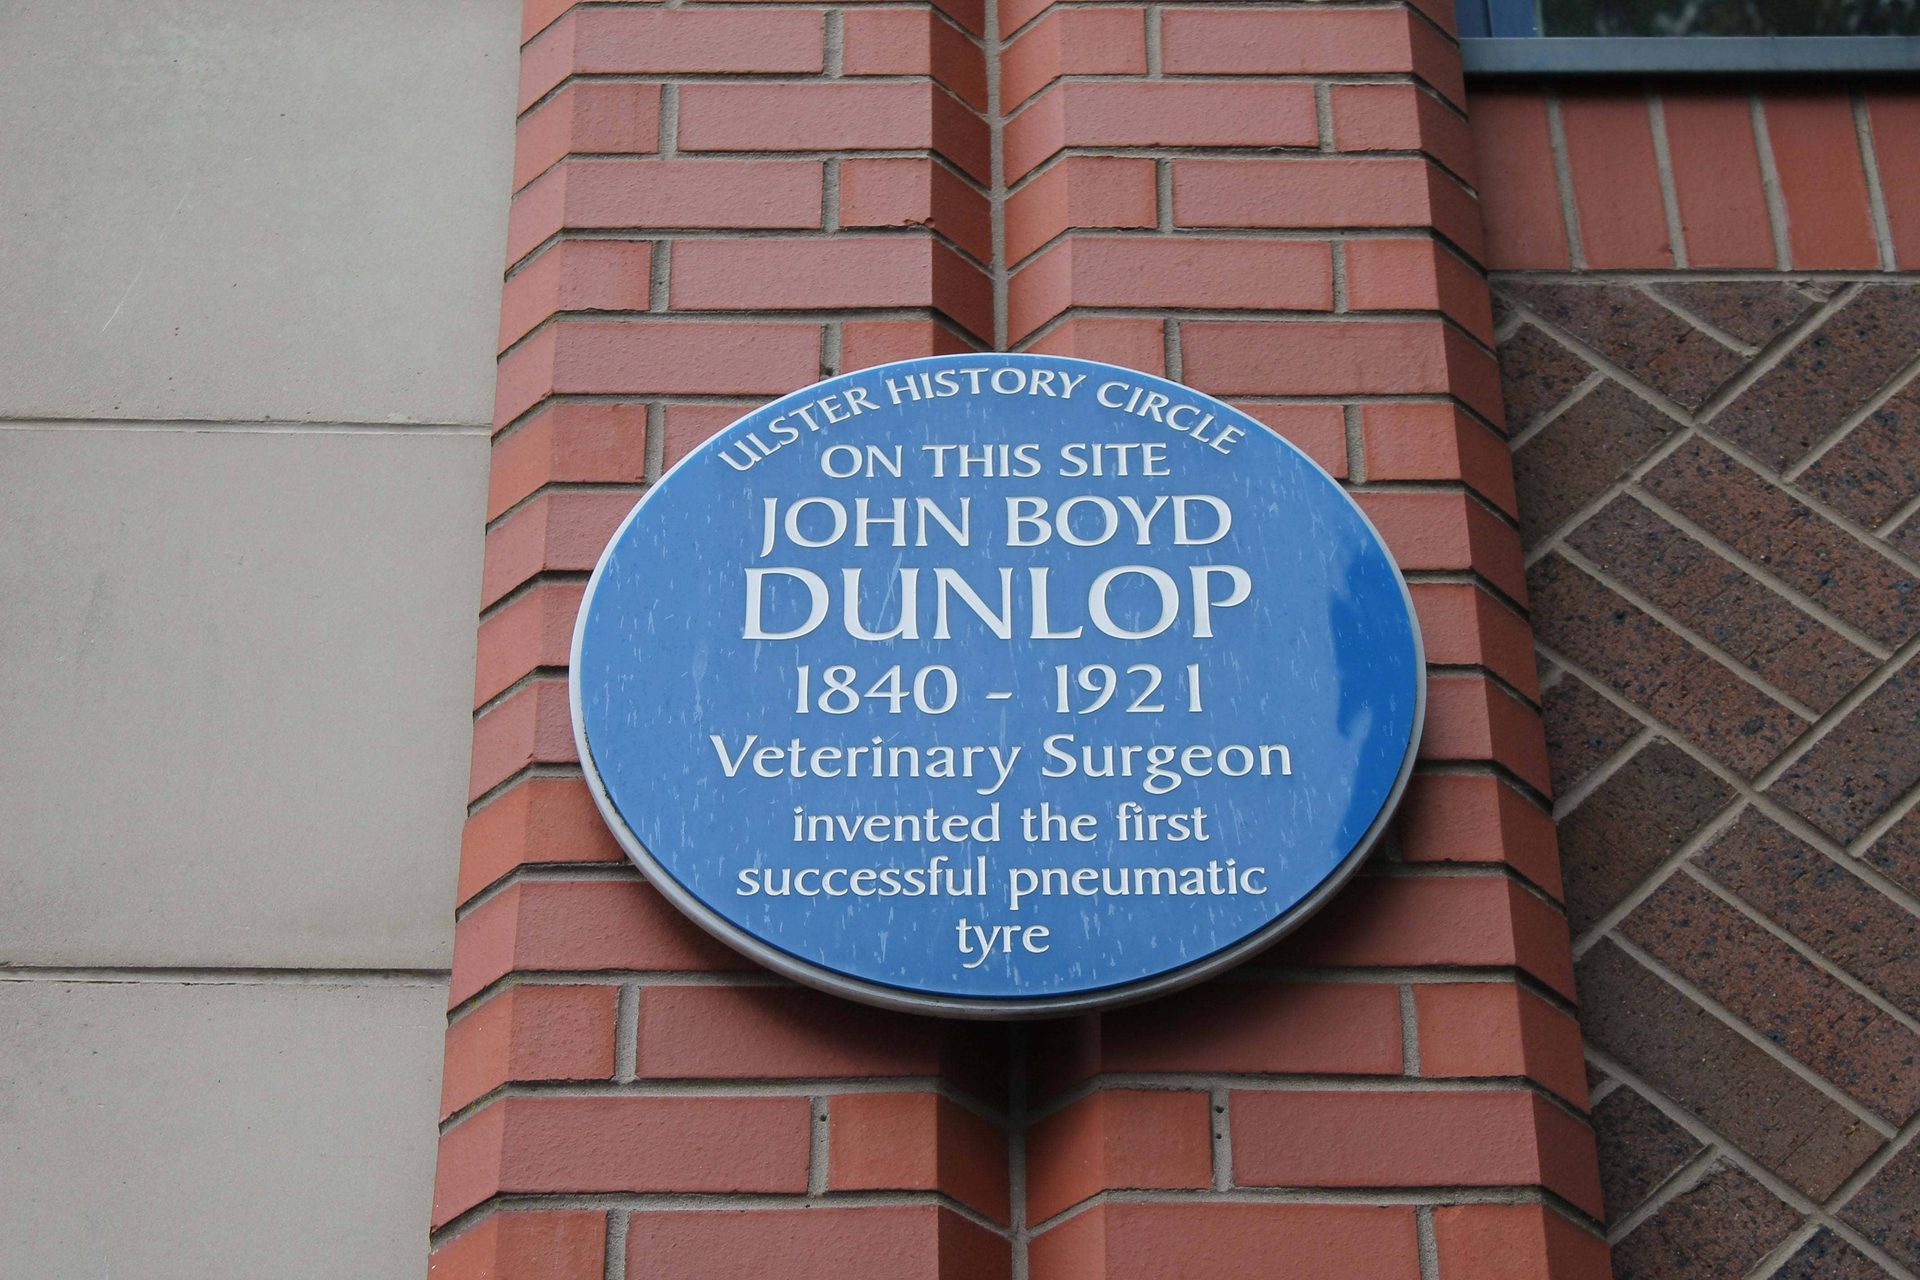 ULSTER HISTORY CIRCLE
ON THIS SITE
JOHN BOYD
DUNLOP
1840 - 1921
Veterinary Surgeon
invented the first
successful pneumatic
tyre